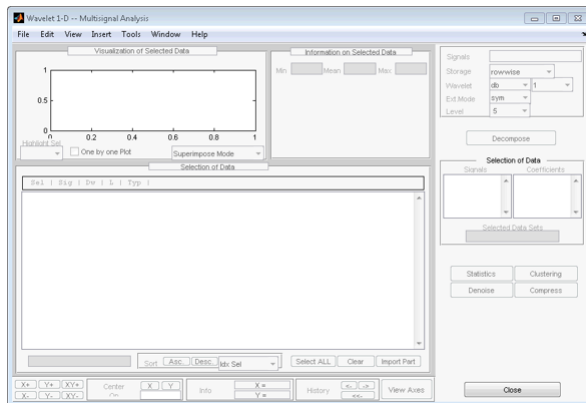 Wavelet 1-D -- Multisignal Analysis
File Edit View Insert Tools Window Help
Visualization of Selected Data
1
0.5
0
0 0.2 0.4 0.6 0.8 1
Highlight Sel
One by one Plot
Superimpose Mode
Information on Selected Data
Min Mean Max
Selection of Data
Sel | Sig | Dw | L | Typ |
Sort Asc. Desc. Idx Sel
Select ALL Clear Import Part
Signals
Storage rowwise
Wavelet db 1
Ext.Mode sym
Level 5
Decompose
Selection of Data
Signals Coefficients
Selected Data Sets
Statistics Clustering
Denoise Compress
X+ Y+ XY+
X- Y- XY-
Center
On
X Y
Info
X =
Y =
History
<- ->
<<-
View Axes
Close